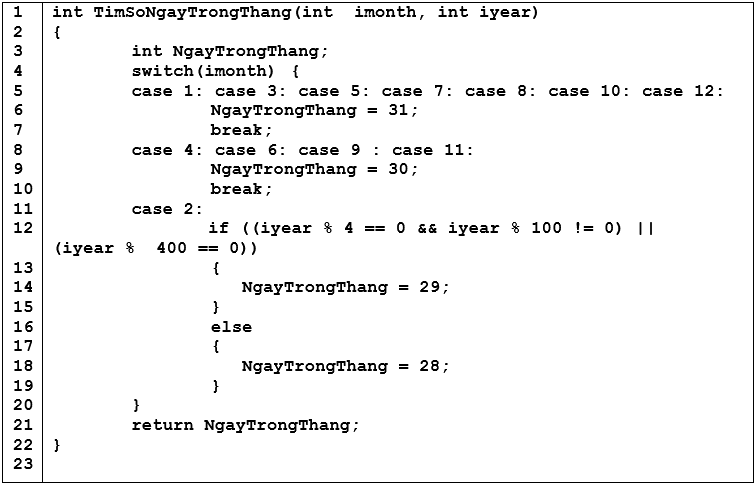 1 int TimSoNgayTrongThang(int  imonth, int iyear)
2 {
3 int NgayTrongThang;
4 switch(imonth) {
5 case 1: case 3: case 5: case 7: case 8: case 10: case 12:
6 NgayTrongThang = 31;
7 break;
8 case 4: case 6: case 9 : case 11:
9 NgayTrongThang = 30;
10 break;
11 case 2:
12 if ((iyear % 4 == 0 && iyear % 100 != 0) ||
(iyear %  400 == 0))
13 {
14 NgayTrongThang = 29;
15 }
16 else
17 {
18 NgayTrongThang = 28;
19 }
20 }
21 return NgayTrongThang;
22 }
23